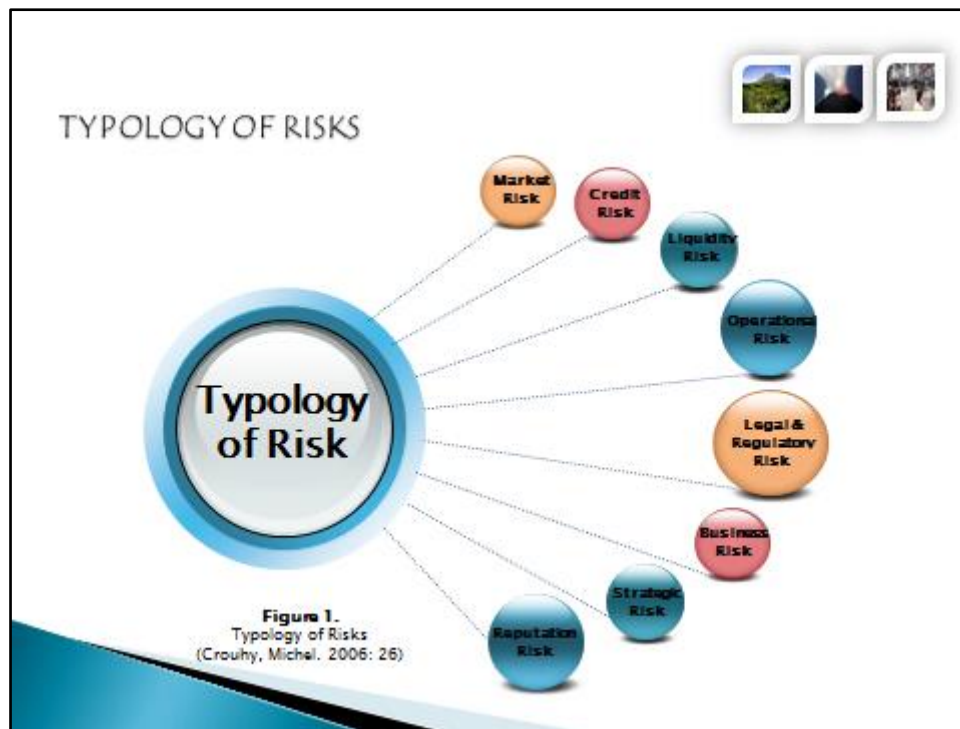 TYPOLOGY OF RISKS
Market
Risk
Credit
Risk
Liquidity
Risk
Operational
Risk
Legal &
Regulatory
Risk
Business
Risk
Strategic
Risk
Reputation
Risk
Typology
of Risk
Figure 1.
Typology of Risks
(Crouhy, Michel. 2006: 26)